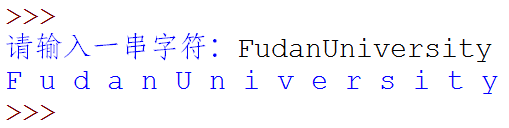 >>>
请输入一串字符: FudanUniversity
F u d a n U n i v e r s i t y
>>>